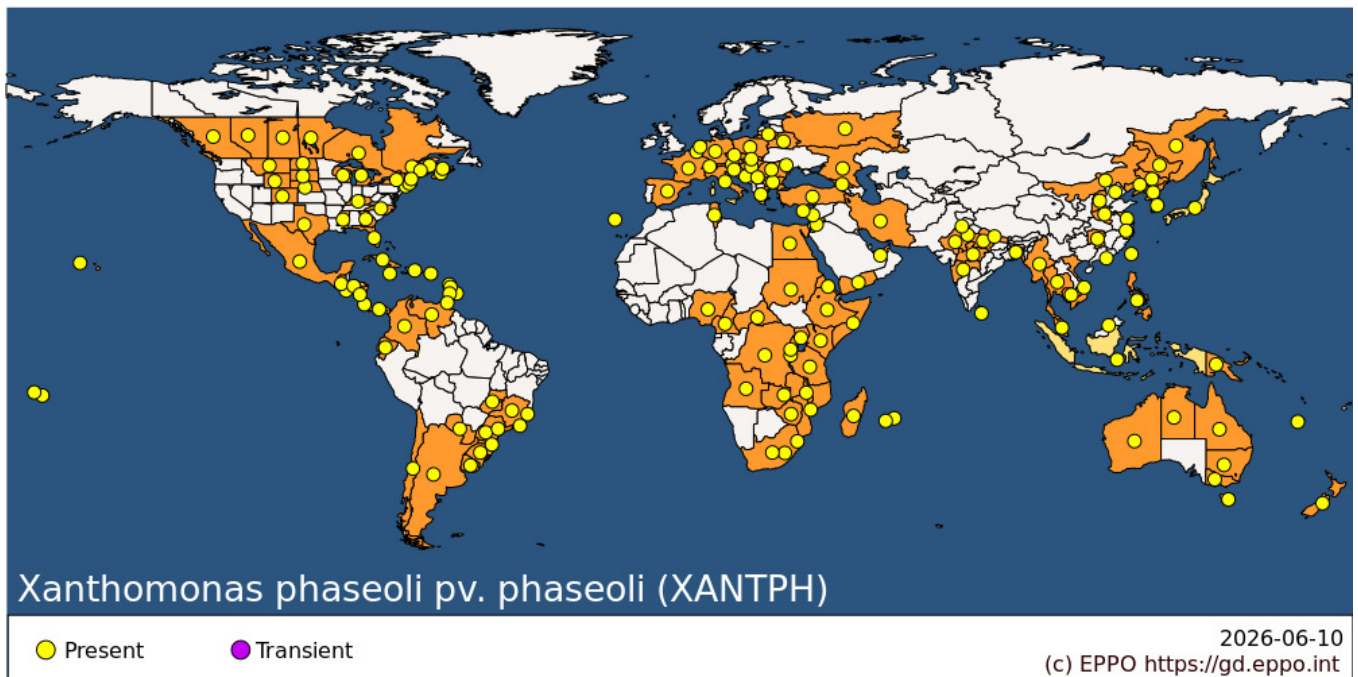 Xanthomonas phaseoli pv. phaseoli (XANTPH)
Present
Transient
2026-06-10
(c) EPPO https://gd.eppo.int